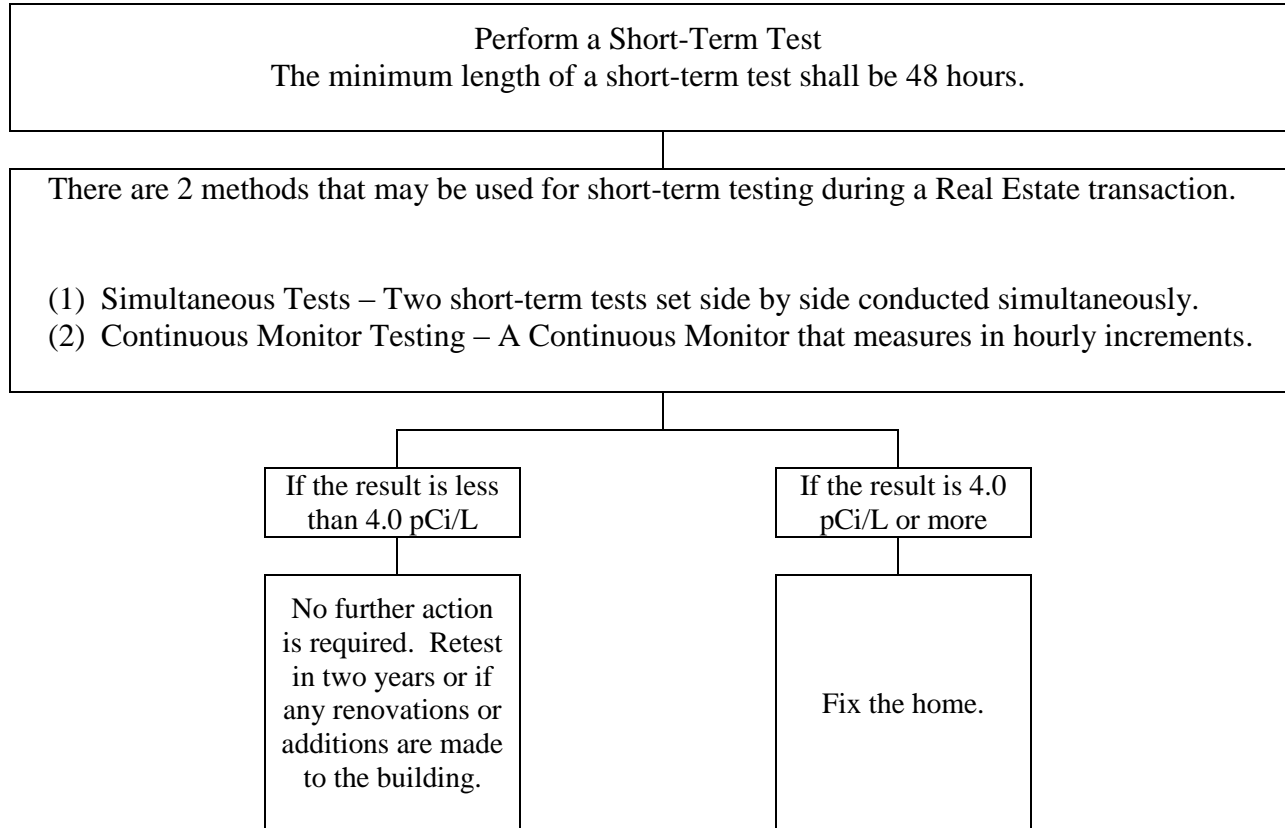 Perform a Short-Term Test
The minimum length of a short-term test shall be 48 hours.
There are 2 methods that may be used for short-term testing during a Real Estate transaction.
(1) Simultaneous Tests – Two short-term tests set side by side conducted simultaneously.
(2) Continuous Monitor Testing – A Continuous Monitor that measures in hourly increments.
If the result is less
than 4.0 pCi/L
If the result is 4.0
pCi/L or more
No further action
is required. Retest
in two years or if
any renovations or
additions are made
to the building.
Fix the home.